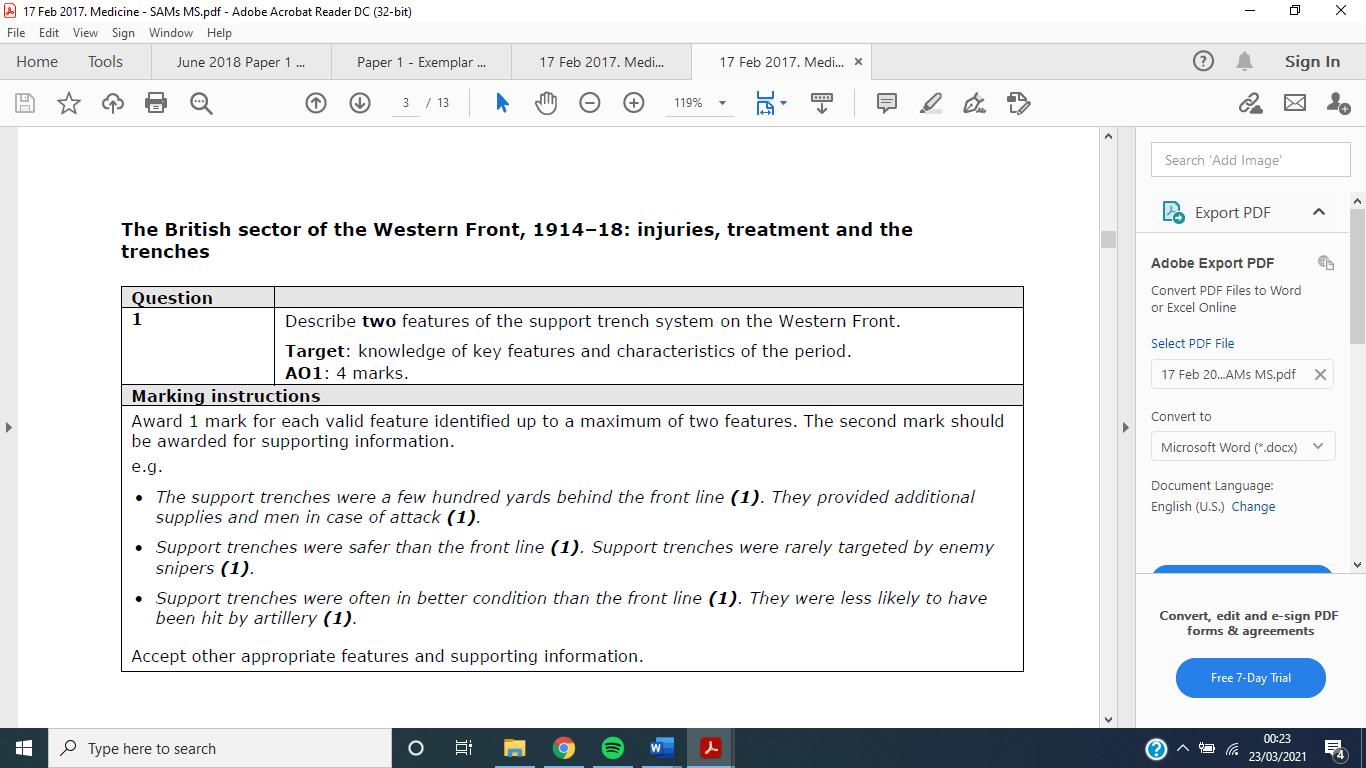 17 Feb 2017. Medicine - SAMs MS.pdf - Adobe Acrobat Reader DC (32-bit)
File Edit View Sign Window Help
Home Tools June 2018 Paper 1 ... Paper 1 - Exemplar ... 17 Feb 2017. Medi... 17 Feb 2017. Medi... Sign In
3 / 13 119%
Search 'Add Image'
Export PDF
Adobe Export PDF
Convert PDF Files to Word
or Excel Online
Select PDF File
17 Feb 20...AMs MS.pdf
Convert to
Microsoft Word (*.docx)
Document Language:
English (U.S.) Change
Convert, edit and e-sign PDF
forms & agreements
Free 7-Day Trial
The British sector of the Western Front, 1914–18: injuries, treatment and the
trenches
Question
1
Describe two features of the support trench system on the Western Front.
Target: knowledge of key features and characteristics of the period.
AO1: 4 marks.
Marking instructions
Award 1 mark for each valid feature identified up to a maximum of two features. The second mark should
be awarded for supporting information.
e.g.
• The support trenches were a few hundred yards behind the front line (1). They provided additional
supplies and men in case of attack (1).
• Support trenches were safer than the front line (1). Support trenches were rarely targeted by enemy
snipers (1).
• Support trenches were often in better condition than the front line (1). They were less likely to have
been hit by artillery (1).
Accept other appropriate features and supporting information.
Type here to search
00:23
23/03/2021
4